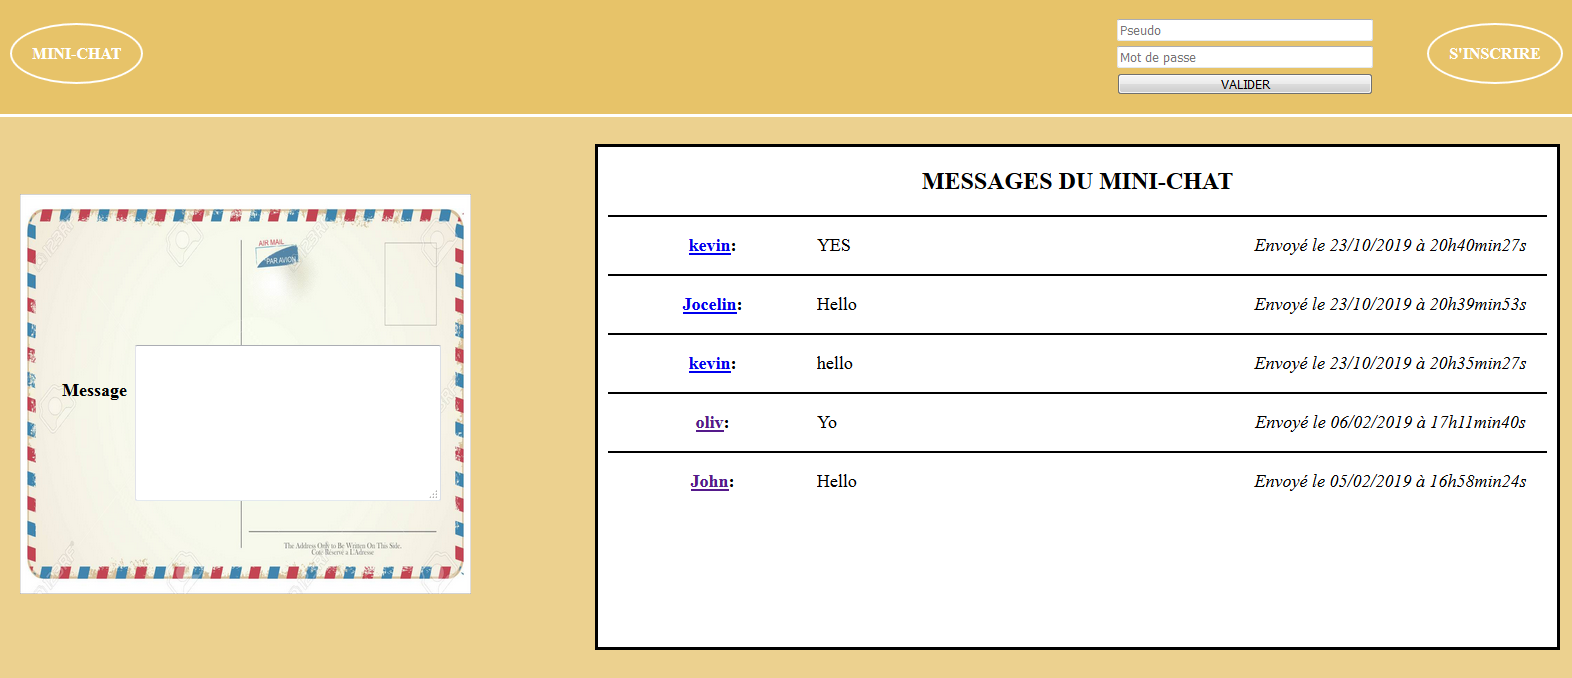 MINI-CHAT
Pseudo
Mot de passe
VALIDER
S'INSCRIRE
AIR MAIL
PAR AVION
Message
The Address Only to Be Written On This Side.
Coté Réservé a L'Adresse
MESSAGES DU MINI-CHAT
kevin: YES Envoyé le 23/10/2019 à 20h40min27s
Jocelin: Hello Envoyé le 23/10/2019 à 20h39min53s
kevin: hello Envoyé le 23/10/2019 à 20h35min27s
oliv: Yo Envoyé le 06/02/2019 à 17h11min40s
John: Hello Envoyé le 05/02/2019 à 16h58min24s